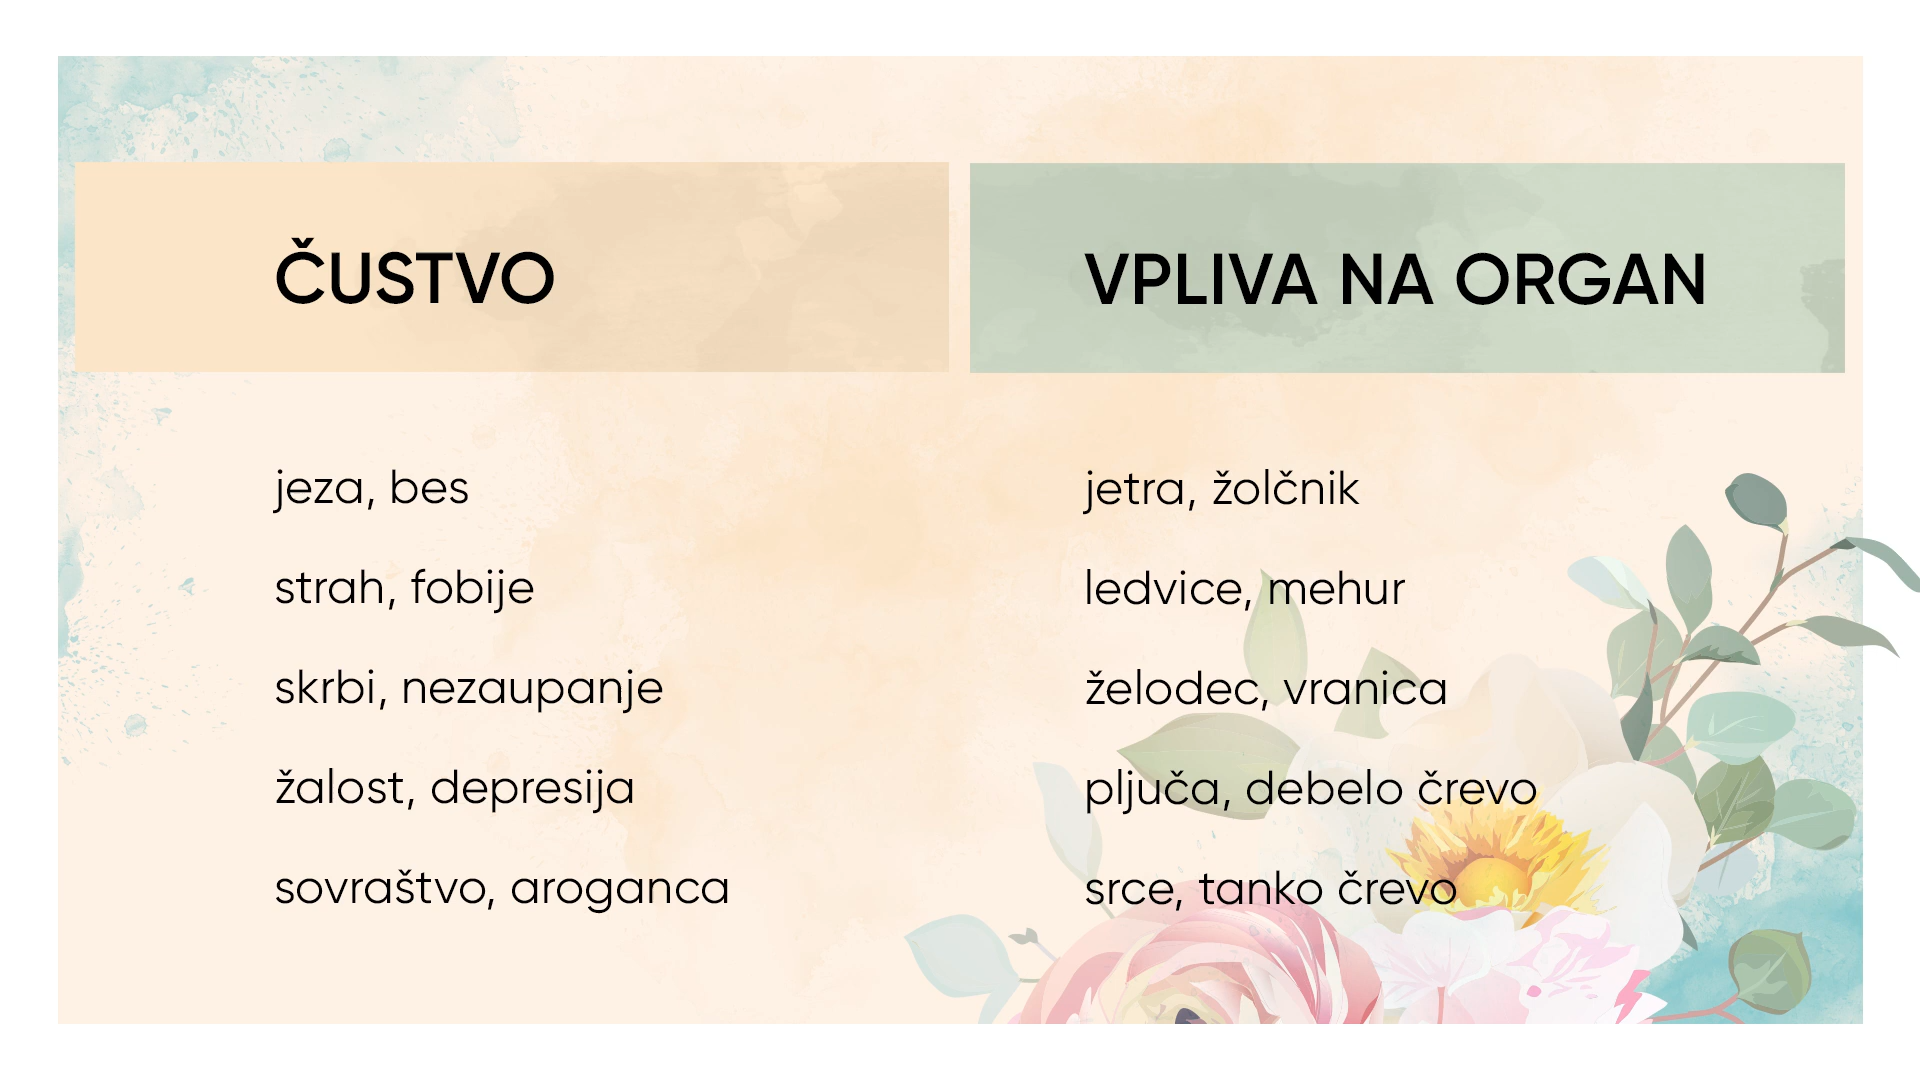 ČUSTVO
VPLIVA NA ORGAN
jeza, bes
jetra, žolčnik
strah, fobije
ledvice, mehur
skrbi, nezaupanje
želodec, vranica
žalost, depresija
pljuča, debelo črevo
sovraštvo, aroganca
srce, tanko črevo